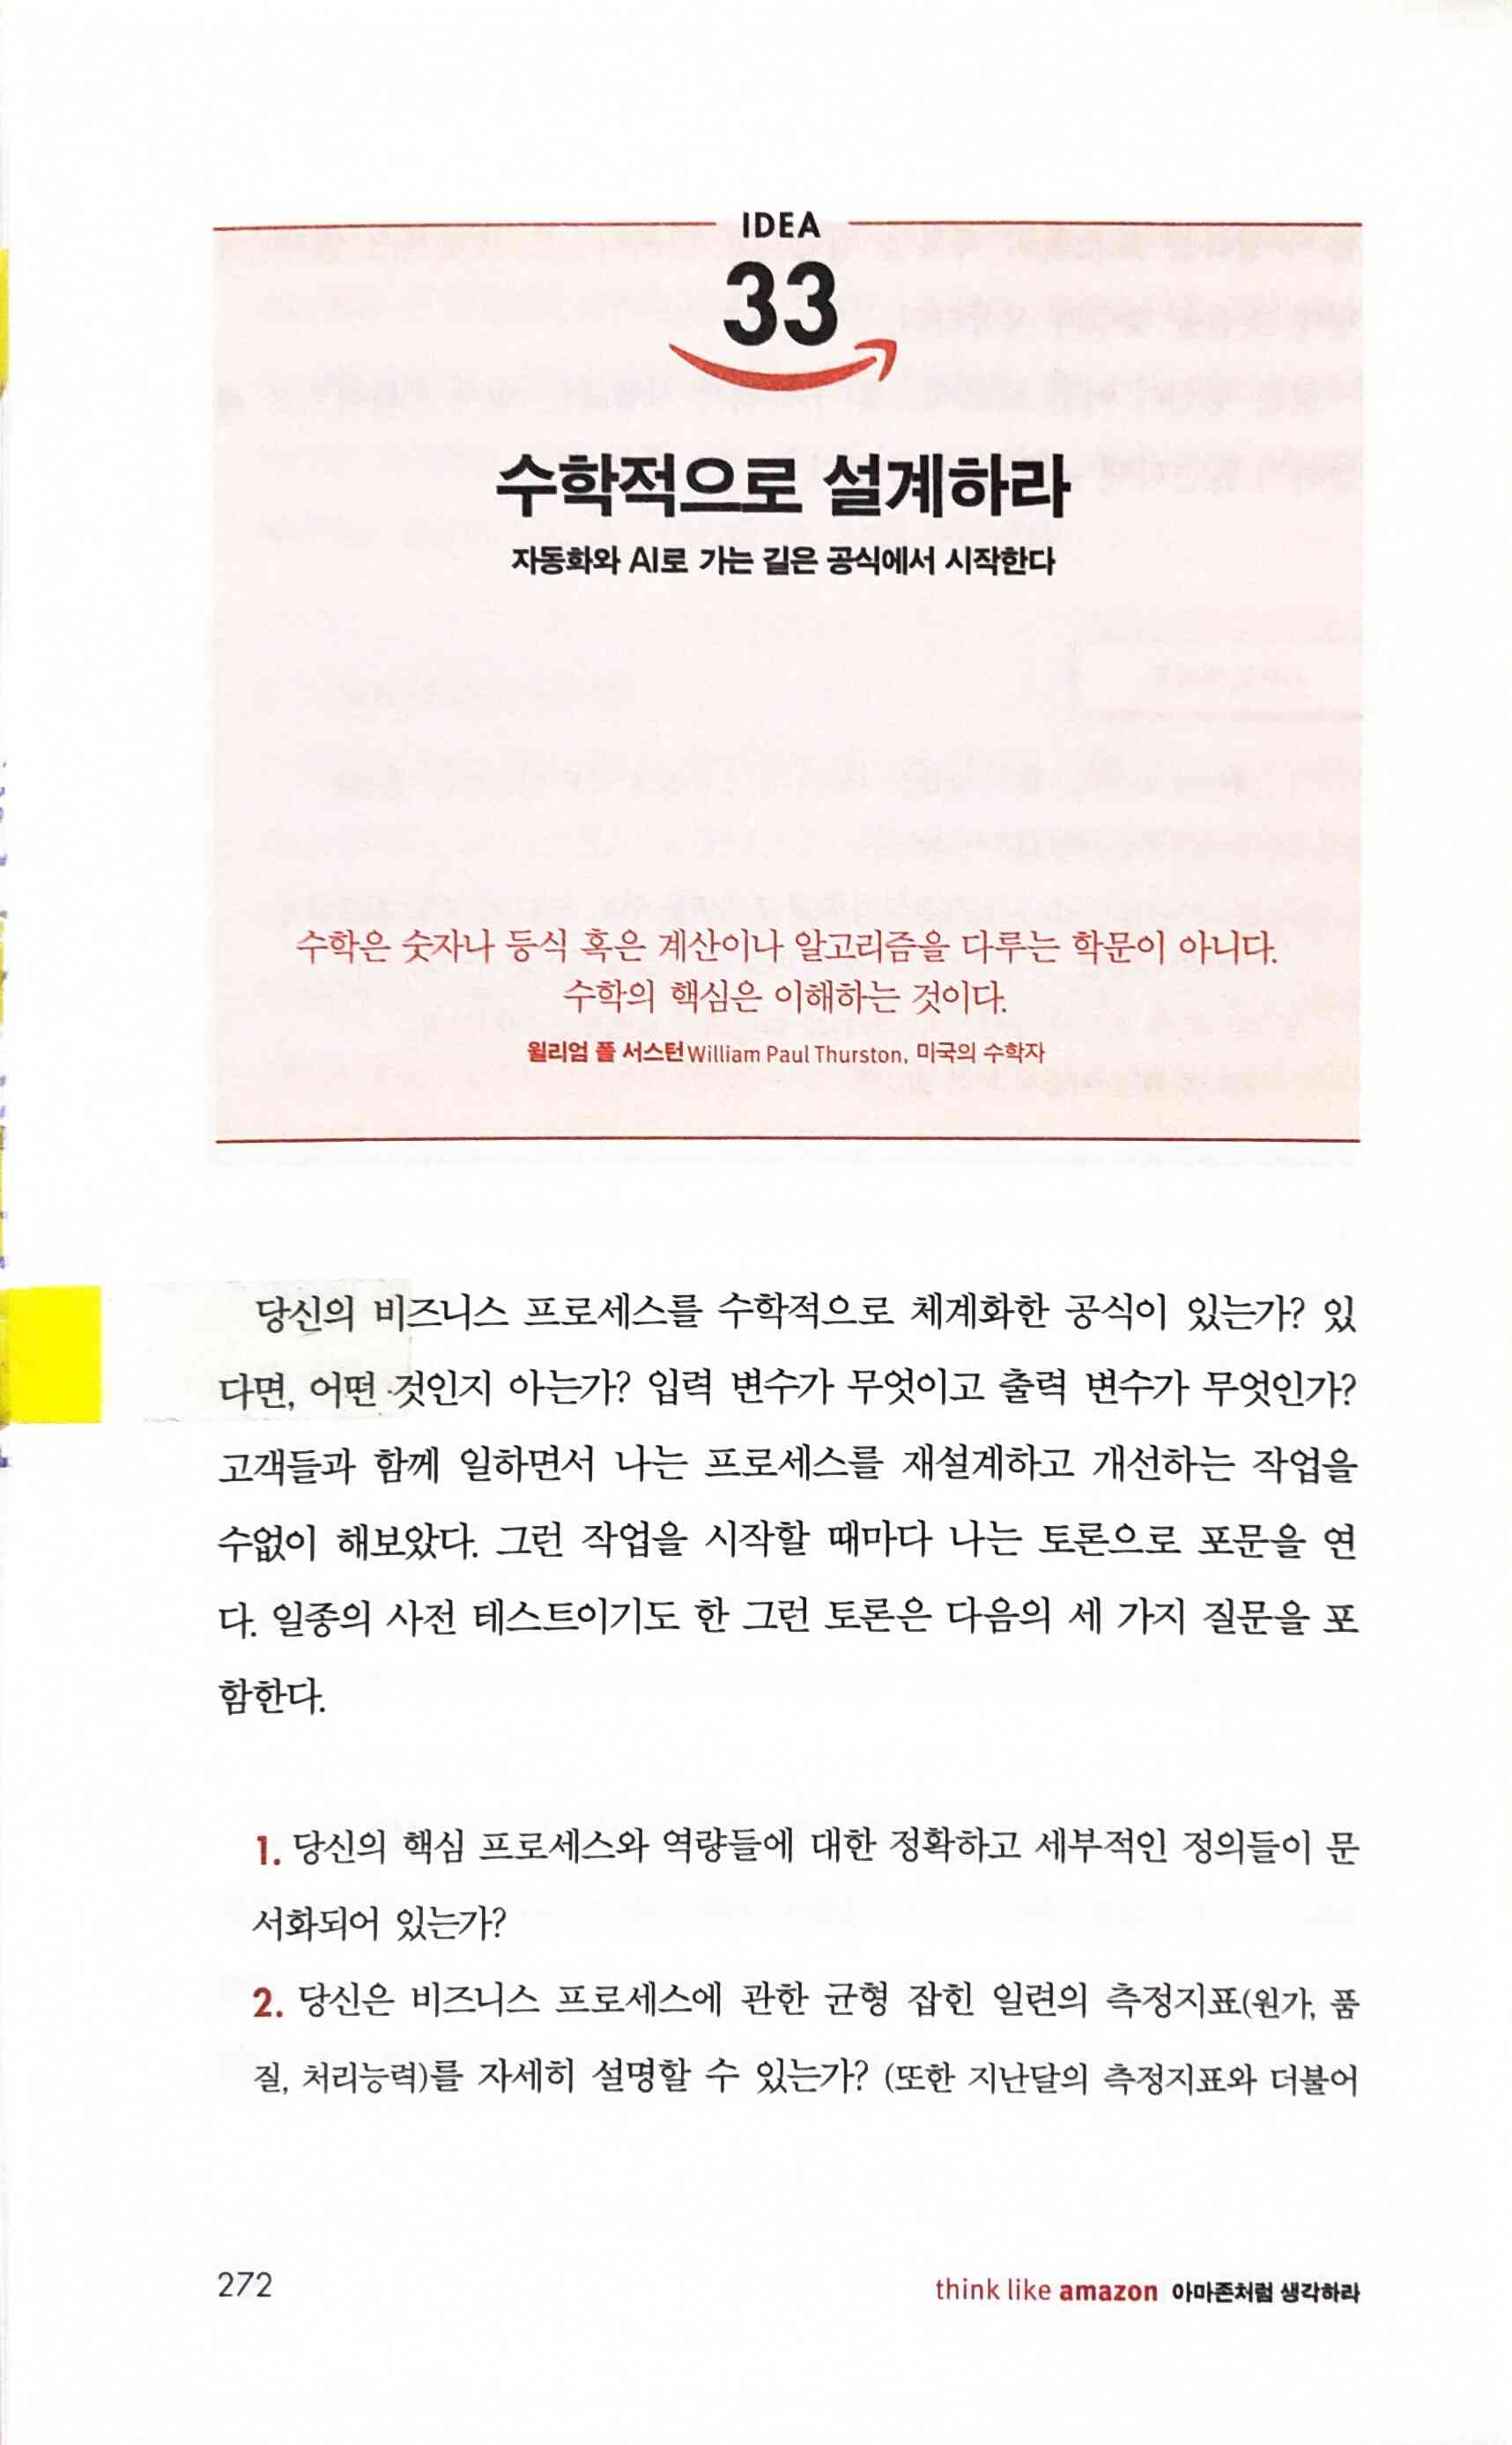 IDEA
33
수학적으로 설계하라
자동화와 AI로 가는 길은 공식에서 시작한다
수학은 숫자나 등식 혹은 계산이나 알고리즘을 다루는 학문이 아니다.
수학의 핵심은 이해하는 것이다.
윌리엄 폴 서스턴William Paul Thurston, 미국의 수학자
당신의 비즈니스 프로세스를 수학적으로 체계화한 공식이 있는가? 있
다면, 어떤 것인지 아는가? 입력 변수가 무엇이고 출력 변수가 무엇인가?
고객들과 함께 일하면서 나는 프로세스를 재설계하고 개선하는 작업을
수없이 해보았다. 그런 작업을 시작할 때마다 나는 토론으로 포문을 연
다. 일종의 사전 테스트이기도 한 그런 토론은 다음의 세 가지 질문을 포
함한다.
1. 당신의 핵심 프로세스와 역량들에 대한 정확하고 세부적인 정의들이 문
서화되어 있는가?
2. 당신은 비즈니스 프로세스에 관한 균형 잡힌 일련의 측정지표(원가, 품
질, 처리능력)를 자세히 설명할 수 있는가? (또한 지난달의 측정지표와 더불어
272
think like amazon 아마존처럼 생각하라